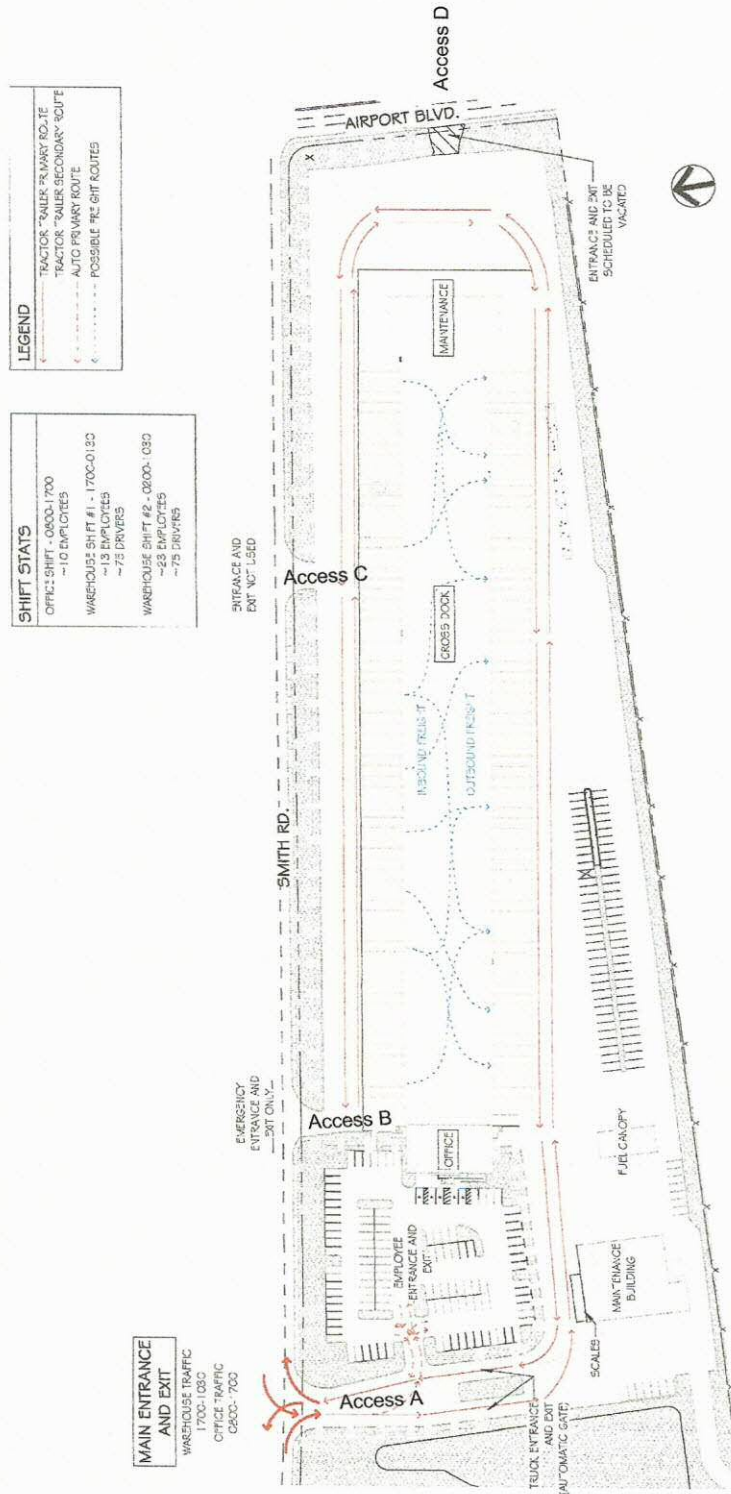 Access D
AIRPORT BLVD.
ENTRANCE AND EXIT
SCHEDULED TO BE
VACATED
LEGEND
TRACTOR TRAILER PRIMARY ROUTE
TRACTOR TRAILER SECONDARY ROUTE
AUTO PRIMARY ROUTE
POSSIBLE FREIGHT ROUTES
SHIFT STATS
OFFICE SHIFT - 0800-1700
~10 EMPLOYEES
WAREHOUSE SHIFT #1 - 1700-0130
~13 EMPLOYEES
~75 DRIVERS
WAREHOUSE SHIFT #2 - 0200-1030
~23 EMPLOYEES
~75 DRIVERS
MAINTENANCE
ENTRANCE AND
EXIT NOT USED
Access C
CROSS DOCK
INBOUND FREIGHT
OUTBOUND FREIGHT
SMITH RD.
EMERGENCY
ENTRANCE AND
EXIT ONLY
Access B
OFFICE
FUEL CANOPY
EMPLOYEE
ENTRANCE AND
EXIT
MAINTENANCE
BUILDING
SCALES
MAIN ENTRANCE
AND EXIT
WAREHOUSE TRAFFIC
1700-1030
OFFICE TRAFFIC
0800-1700
Access A
TRUCK ENTRANCE
AND EXIT
(AUTOMATIC GATE)